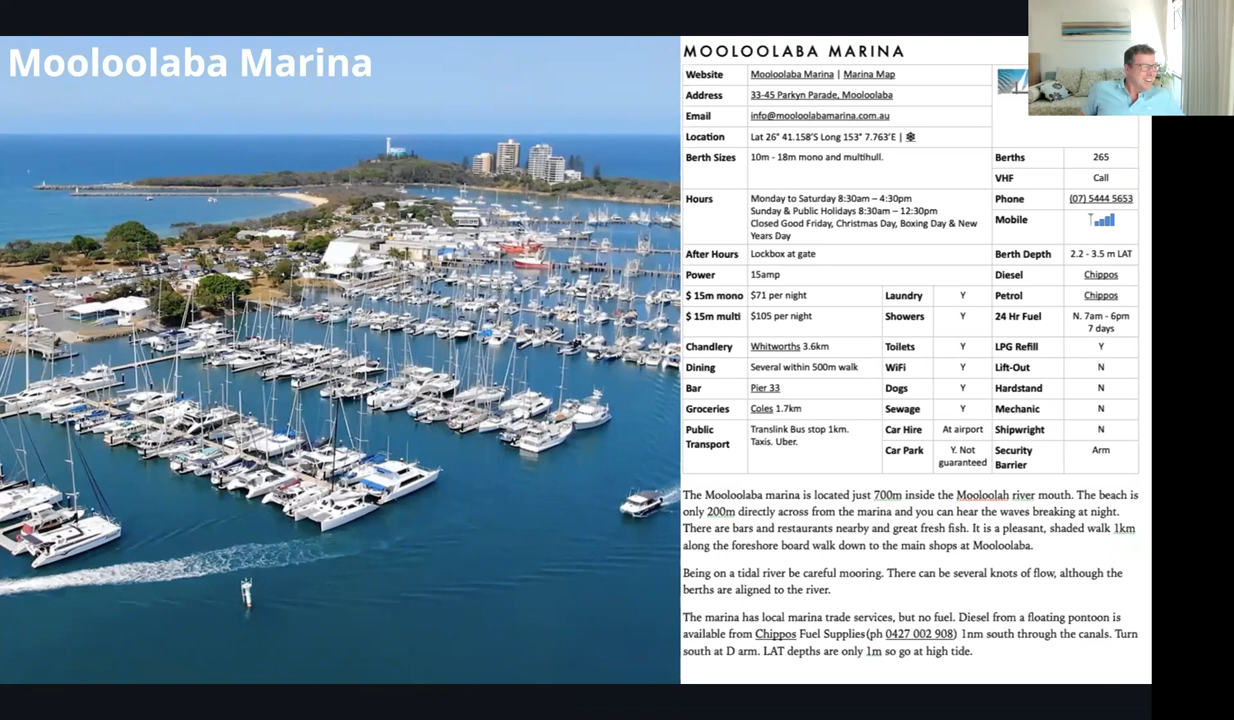 Mooloolaba Marina
MOOLOOLABA MARINA
Website Mooloolaba Marina | Marina Map
Address 33-45 Parkyn Parade, Mooloolaba
Email info@mooloolabamarina.com.au
Location Lat 26° 41.158'S Long 153° 7.763'E |
Berth Sizes 10m - 18m mono and multihull. Berths 265
VHF Call
Hours Monday to Saturday 8:30am – 4:30pm Phone (07) 5444 5653
Sunday & Public Holidays 8:30am – 12:30pm Mobile
Closed Good Friday, Christmas Day, Boxing Day & New
Years Day
After Hours Lockbox at gate Berth Depth 2.2 - 3.5 m LAT
Power 15amp Diesel Chippos
$ 15m mono $71 per night Laundry Y Petrol Chippos
$ 15m multi $105 per night Showers Y 24 Hr Fuel N. 7am - 6pm
7 days
Chandlery Whitworths 3.6km Toilets Y LPG Refill Y
Dining Several within 500m walk WiFi Y Lift-Out N
Bar Pier 33 Dogs Y Hardstand N
Groceries Coles 1.7km Sewage Y Mechanic N
Public Translink Bus stop 1km. Car Hire At airport Shipwright N
Transport Taxis. Uber. Car Park Y. Not Security Arm
guaranteed Barrier
The Mooloolaba marina is located just 700m inside the Mooloolah river mouth. The beach is
only 200m directly across from the marina and you can hear the waves breaking at night.
There are bars and restaurants nearby and great fresh fish. It is a pleasant, shaded walk 1km
along the foreshore board walk down to the main shops at Mooloolaba.
Being on a tidal river be careful mooring. There can be several knots of flow, although the
berths are aligned to the river.
The marina has local marina trade services, but no fuel. Diesel from a floating pontoon is
available from Chippos Fuel Supplies(ph 0427 002 908) 1nm south through the canals. Turn
south at D arm. LAT depths are only 1m so go at high tide.